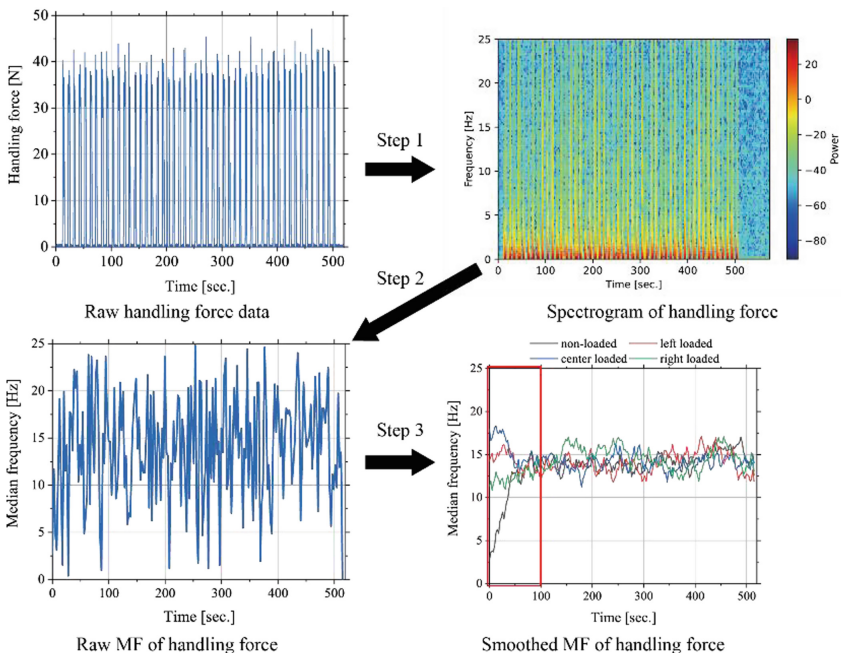 50
40
30
20
10
0
Handling force [N]
0 100 200 300 400 500
Time [sec.]
Raw handling force data
Step 1
25
20
15
10
5
0
Frequency [Hz]
0 100 200 300 400 500
Time [sec.]
20
0
−20
−40
−60
−80
Power
Spectrogram of handling force
Step 2
25
20
15
10
5
0
Median frequency [Hz]
0 100 200 300 400 500
Time [sec.]
Raw MF of handling force
Step 3
non-loaded left loaded
center loaded right loaded
25
20
15
10
5
0
Median frequency [Hz]
0 100 200 300 400 500
Time [sec.]
Smoothed MF of handling force